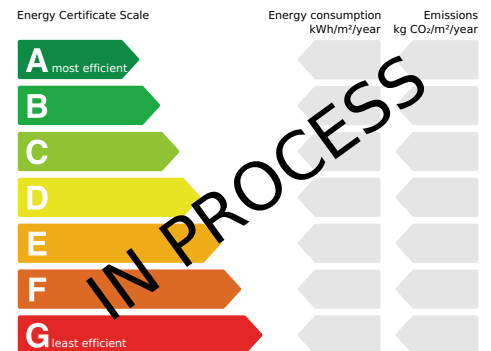 Energy Certificate Scale
Energy consumption
kWh/m²/year
Emissions
kg CO₂/m²/year
A most efficient
B
C
D
E
F
G least efficient
IN PROCESS